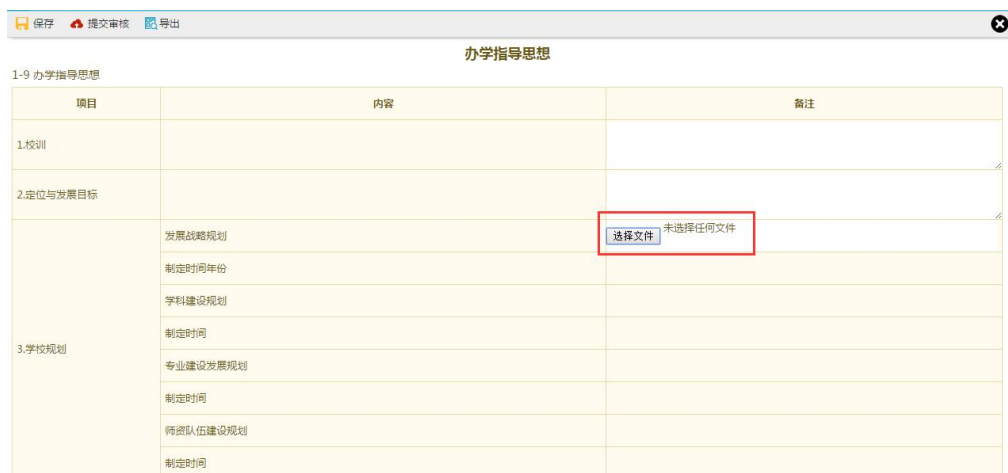 保存 提交审核 导出
办学指导思想
1-9 办学指导思想
项目 内容 备注
1.校训
2.定位与发展目标
发展战略规划 选择文件 未选择任何文件
制定时间年份
学科建设规划
制定时间
3.学校规划
专业建设发展规划
制定时间
师资队伍建设规划
制定时间